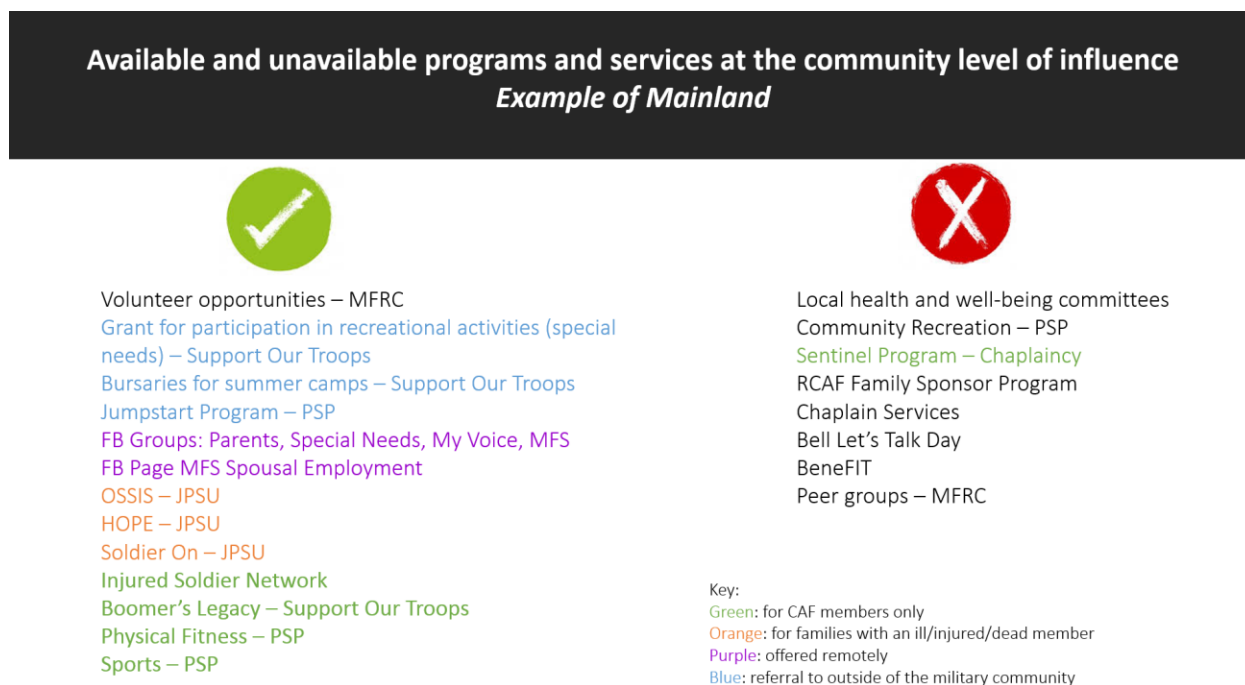 Available and unavailable programs and services at the community level of influence
Example of Mainland
Volunteer opportunities – MFRC
Grant for participation in recreational activities (special
needs) – Support Our Troops
Bursaries for summer camps – Support Our Troops
Jumpstart Program – PSP
FB Groups: Parents, Special Needs, My Voice, MFS
FB Page MFS Spousal Employment
OSSIS – JPSU
HOPE – JPSU
Soldier On – JPSU
Injured Soldier Network
Boomer’s Legacy – Support Our Troops
Physical Fitness – PSP
Sports – PSP
Local health and well-being committees
Community Recreation – PSP
Sentinel Program – Chaplaincy
RCAF Family Sponsor Program
Chaplain Services
Bell Let’s Talk Day
BeneFIT
Peer groups – MFRC
Key:
Green: for CAF members only
Orange: for families with an ill/injured/dead member
Purple: offered remotely
Blue: referral to outside of the military community